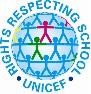 RIGHTS RESPECTING SCHOOL
• UNICEF •